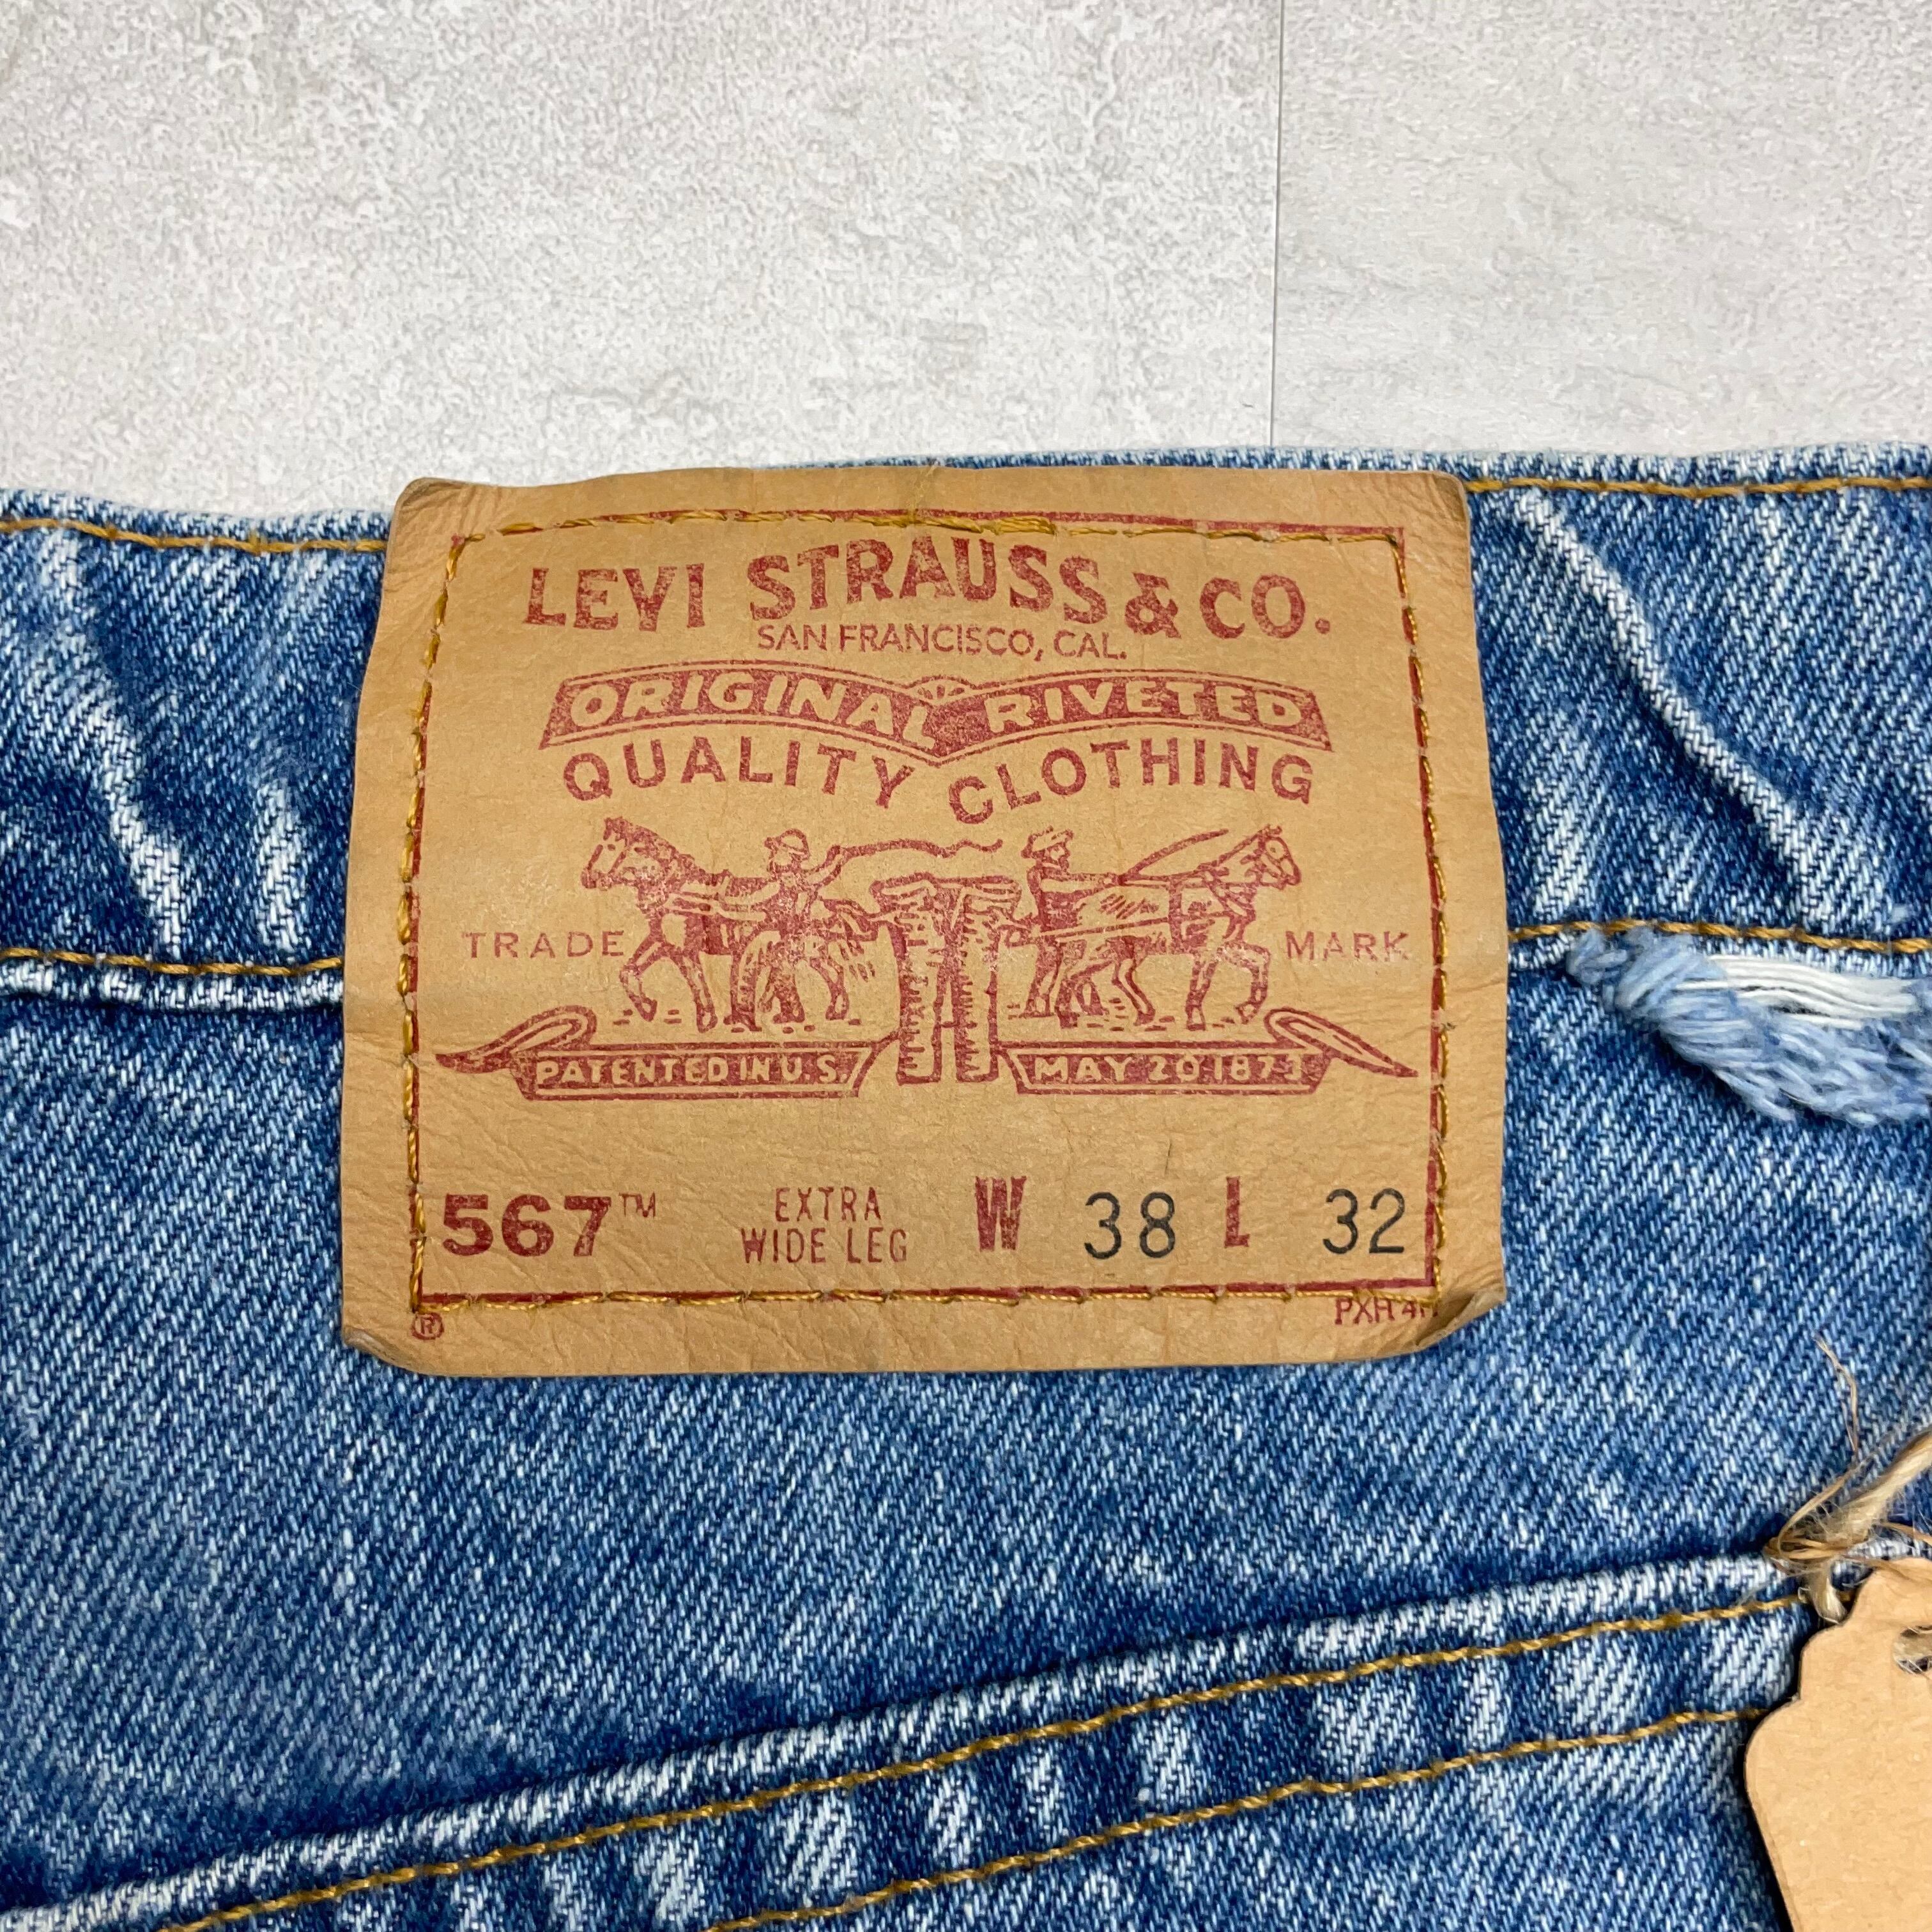 LEVI STRAUSS & CO.
SAN FRANCISCO, CAL.
ORIGINAL RIVETED
QUALITY CLOTHING
TRADE MARK
PATENTED IN U.S. MAY 20 1873
567™ EXTRA WIDE LEG W 38 L 32
®